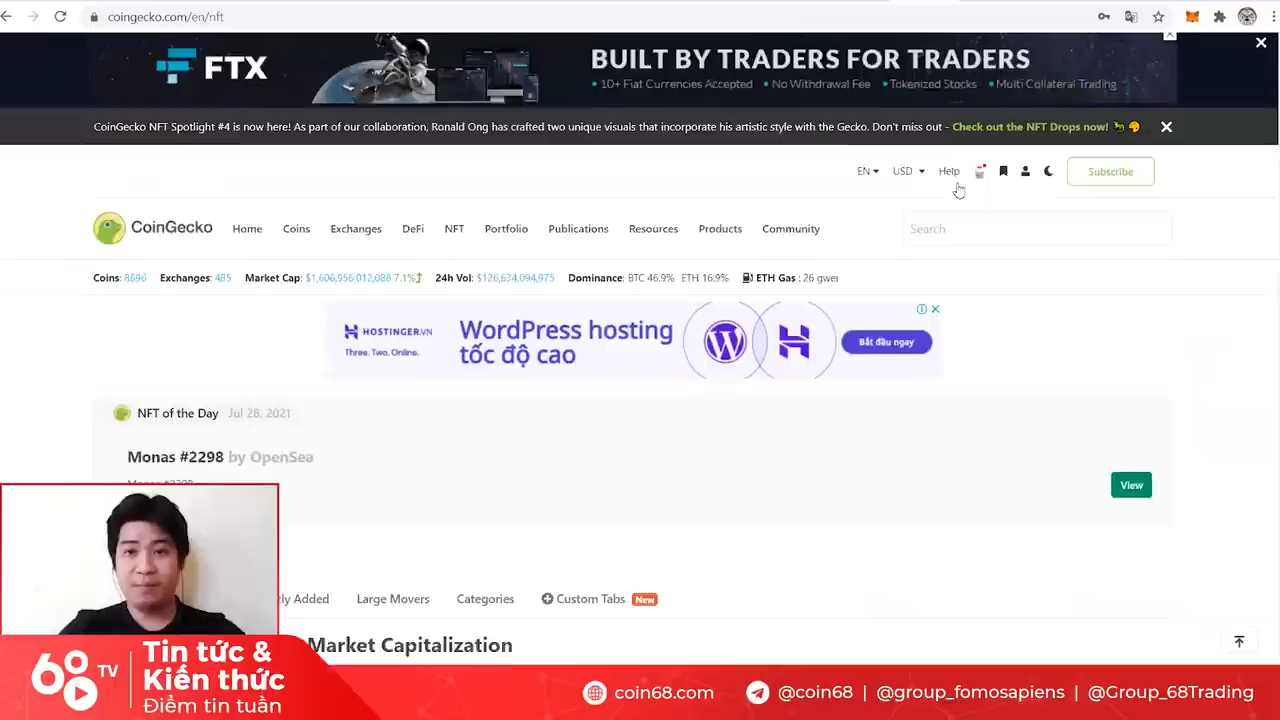 coingecko.com/en/nft
FTX
BUILT BY TRADERS FOR TRADERS
• 10+ Fiat Currencies Accepted • No Withdrawal Fee • Tokenized Stocks • Multi Collateral Trading
CoinGecko NFT Spotlight #4 is now here! As part of our collaboration, Ronald Ong has crafted two unique visuals that incorporate his artistic style with the Gecko. Don't miss out - Check out the NFT Drops now!
EN USD Help Subscribe
CoinGecko Home Coins Exchanges DeFi NFT Portfolio Publications Resources Products Community Search
Coins: 8696 Exchanges: 485 Market Cap: $1,606,956,012,088 7.1% 24h Vol: $126,634,094,975 Dominance: BTC 46.9% ETH 16.9% ETH Gas : 26 gwei
HOSTINGER.VN
Three. Two. Online.
WordPress hosting
tốc độ cao
Bắt đầu ngay
NFT of the Day Jul 28, 2021
Monas #2298 by OpenSea
View
Added Large Movers Categories Custom Tabs New
Market Capitalization
68 TV
Tin tức &
Kiến thức
Điểm tin tuần
coin68.com @coin68 | @group_fomosapiens | @Group_68Trading